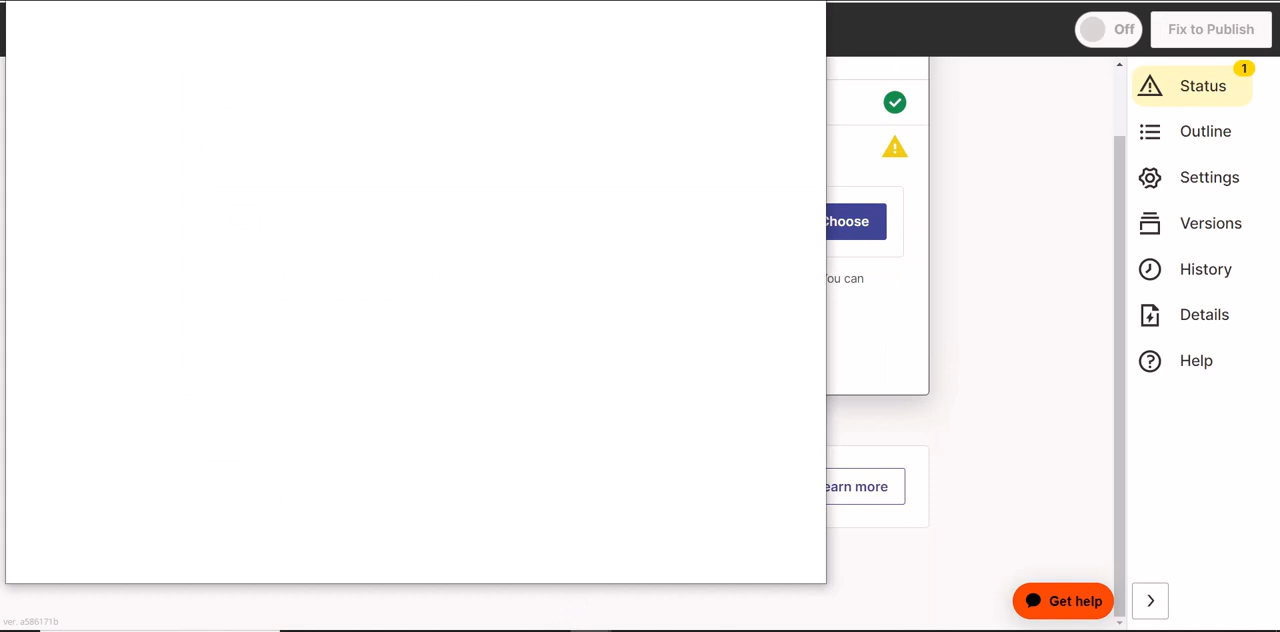 Off
Fix to Publish
1
Status
Outline
Settings
Versions
History
Details
Help
Choose
You can
earn more
Get help
ver. a586171b